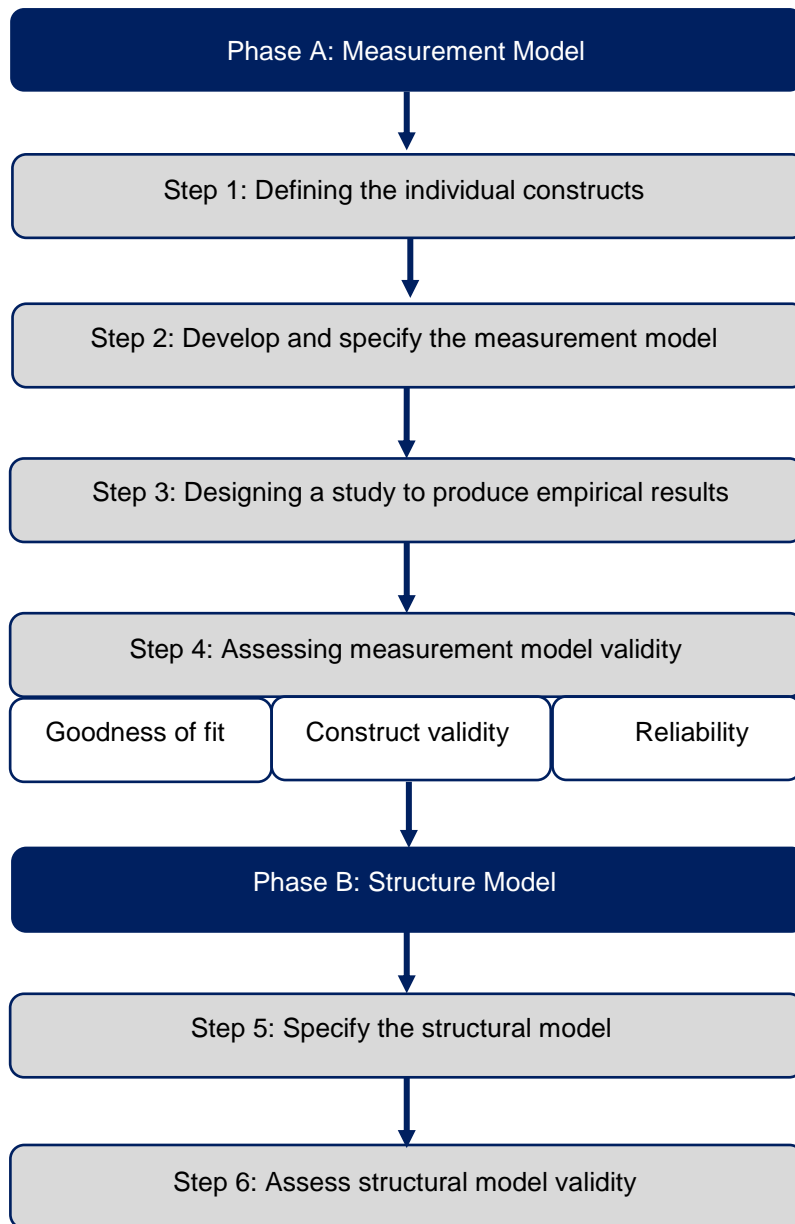 Phase A: Measurement Model
Step 1: Defining the individual constructs
Step 2: Develop and specify the measurement model
Step 3: Designing a study to produce empirical results
Step 4: Assessing measurement model validity
Goodness of fit
Construct validity
Reliability
Phase B: Structure Model
Step 5: Specify the structural model
Step 6: Assess structural model validity